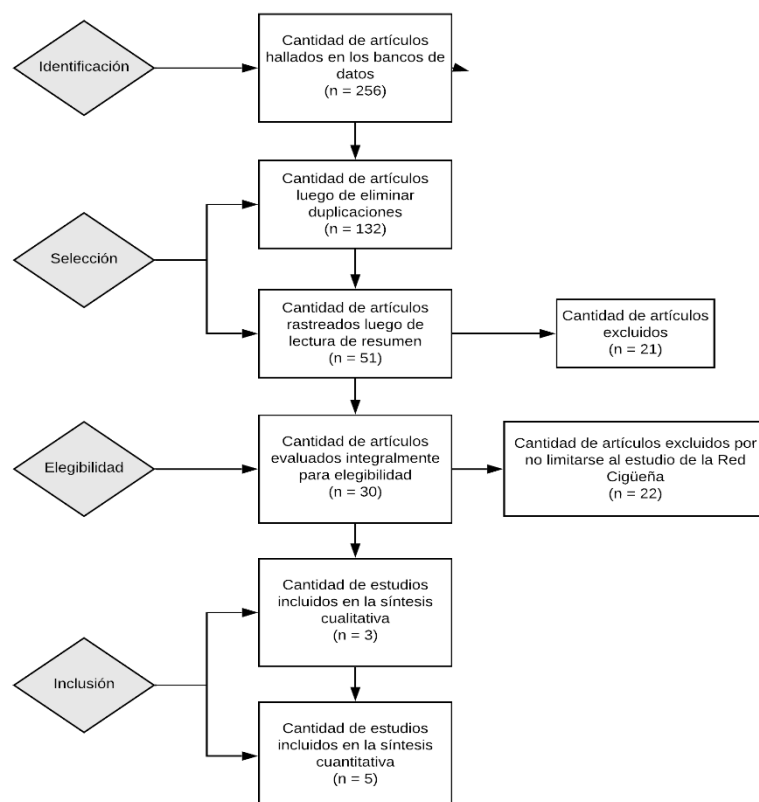 Identificación
Cantidad de artículos
hallados en los bancos de
datos
(n = 256)
Cantidad de artículos
luego de eliminar
duplicaciones
(n = 132)
Selección
Cantidad de artículos
rastreados luego de
lectura de resumen
(n = 51)
Cantidad de artículos
excluidos
(n = 21)
Elegibilidad
Cantidad de artículos
evaluados integralmente
para elegibilidad
(n = 30)
Cantidad de artículos excluidos por
no limitarse al estudio de la Red
Cigüeña
(n = 22)
Cantidad de estudios
incluidos en la síntesis
cualitativa
(n = 3)
Inclusión
Cantidad de estudios
incluidos en la síntesis
cuantitativa
(n = 5)